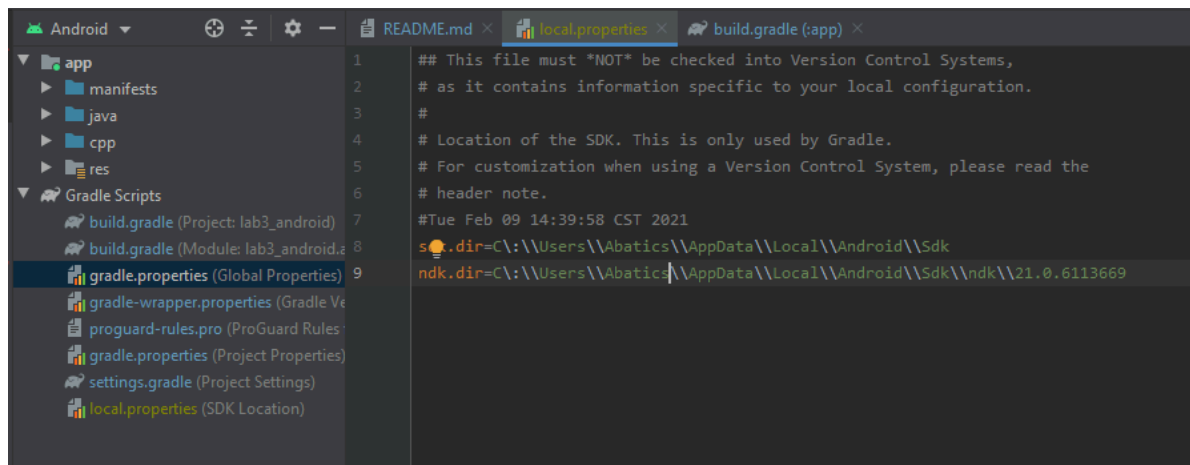 Android
README.md
local.properties
build.gradle (:app)
app
manifests
java
cpp
res
Gradle Scripts
build.gradle (Project: lab3_android)
build.gradle (Module: lab3_android.a
gradle.properties (Global Properties)
gradle-wrapper.properties (Gradle Ve
proguard-rules.pro (ProGuard Rules
gradle.properties (Project Properties)
settings.gradle (Project Settings)
local.properties (SDK Location)
1 ## This file must *NOT* be checked into Version Control Systems,
2 # as it contains information specific to your local configuration.
3 #
4 # Location of the SDK. This is only used by Gradle.
5 # For customization when using a Version Control System, please read the
6 # header note.
7 #Tue Feb 09 14:39:58 CST 2021
8 sdk.dir=C\:\\Users\\Abatics\\AppData\\Local\\Android\\Sdk
9 ndk.dir=C\:\\Users\\Abatics\\AppData\\Local\\Android\\Sdk\\ndk\\21.0.6113669